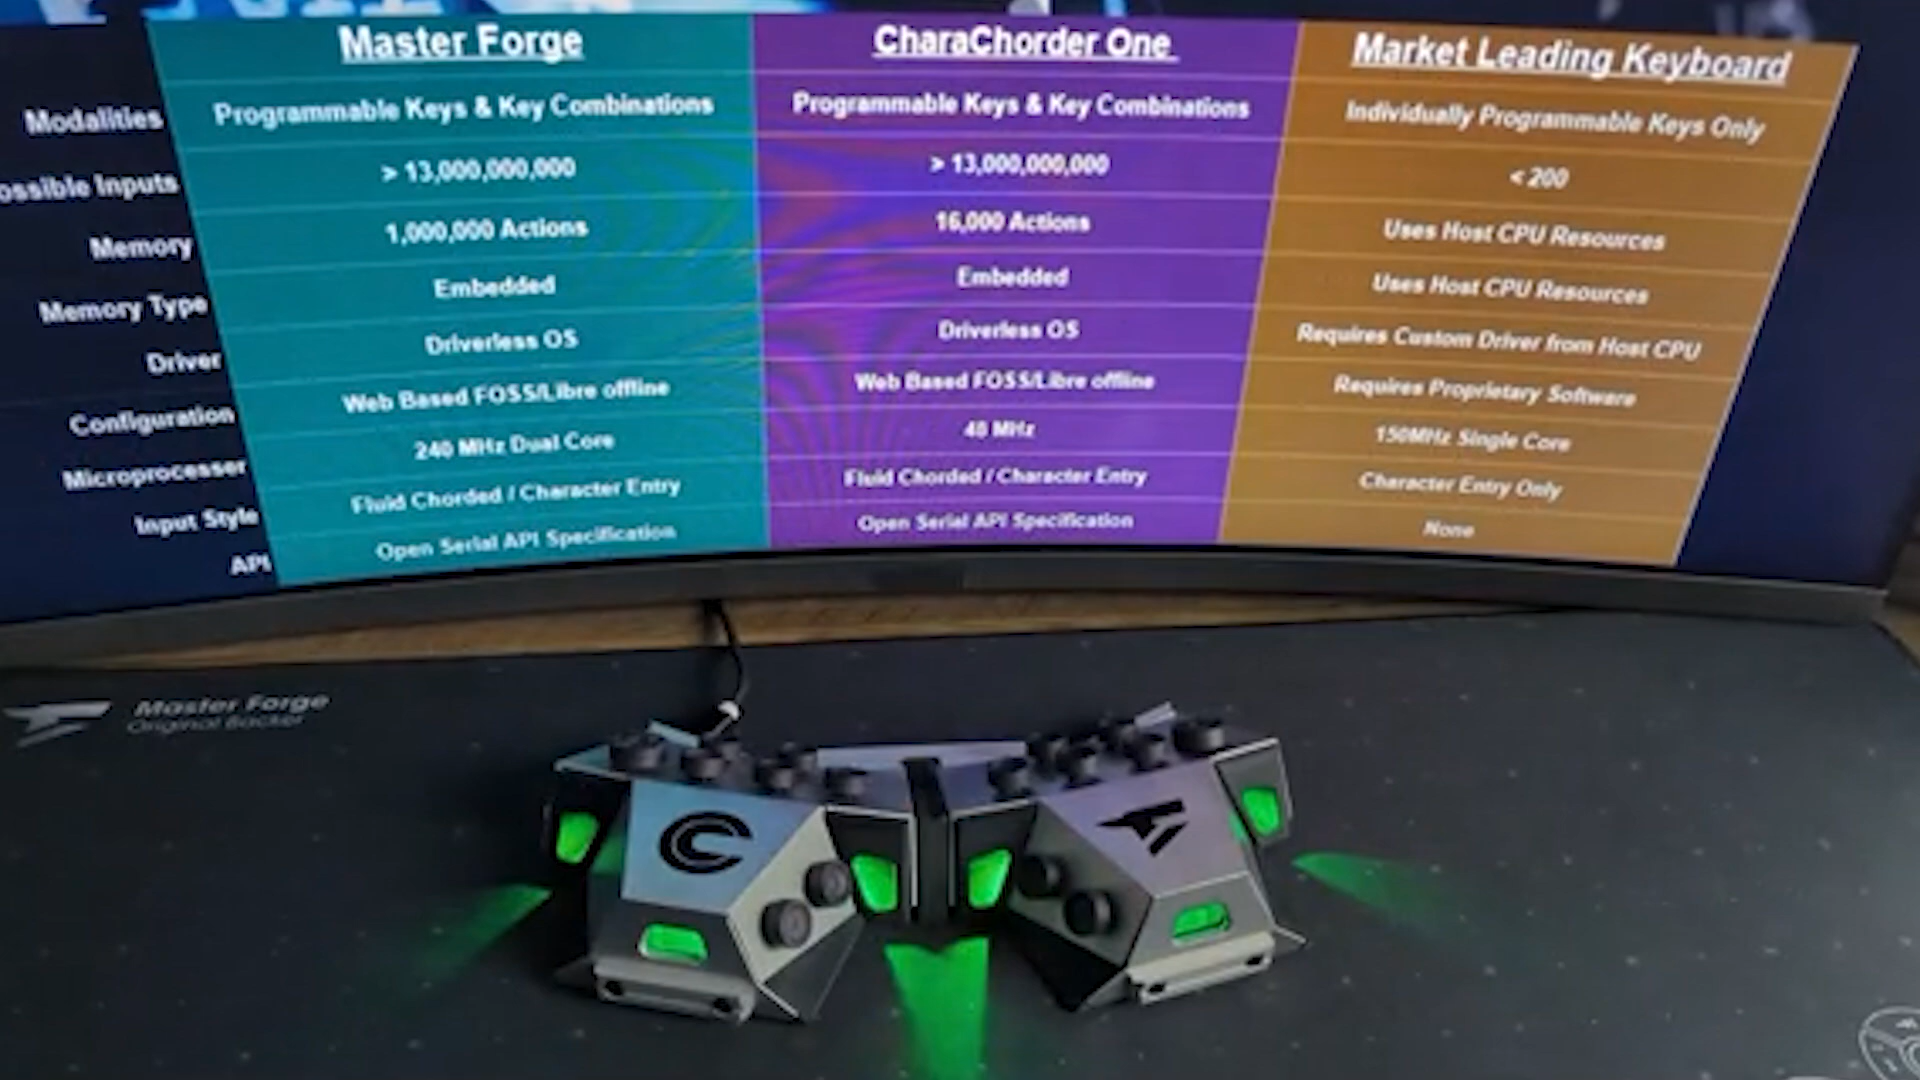 Master Forge CharaChorder One Market Leading Keyboard
Modalities Programmable Keys & Key Combinations Programmable Keys & Key Combinations Individually Programmable Keys Only
ossible Inputs > 13,000,000,000 > 13,000,000,000 < 200
Memory 1,000,000 Actions 16,000 Actions Uses Host CPU Resources
Memory Type Embedded Embedded Uses Host CPU Resources
Driver Driverless OS Driverless OS Requires Custom Driver from Host CPU
Configuration Web Based FOSS/Libre offline Web Based FOSS/Libre offline Requires Proprietary Software
Microprocesser 240 MHz Dual Core 48 MHz 150MHz Single Core
Input Style Fluid Chorded / Character Entry Fluid Chorded / Character Entry Character Entry Only
API Open Serial API Specification Open Serial API Specification None
Master Forge
Original Backer